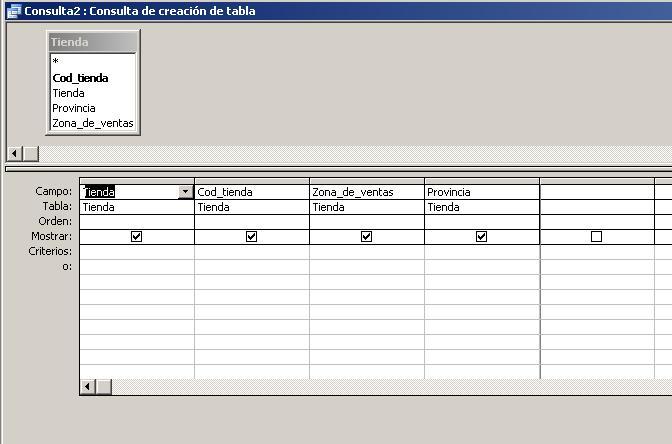 Consulta2 : Consulta de creación de tabla
Tienda
*
Cod_tienda
Tienda
Provincia
Zona_de_ventas
Campo: Tienda Cod_tienda Zona_de_ventas Provincia
Tabla: Tienda Tienda Tienda Tienda
Orden:
Mostrar:
Criterios:
o: